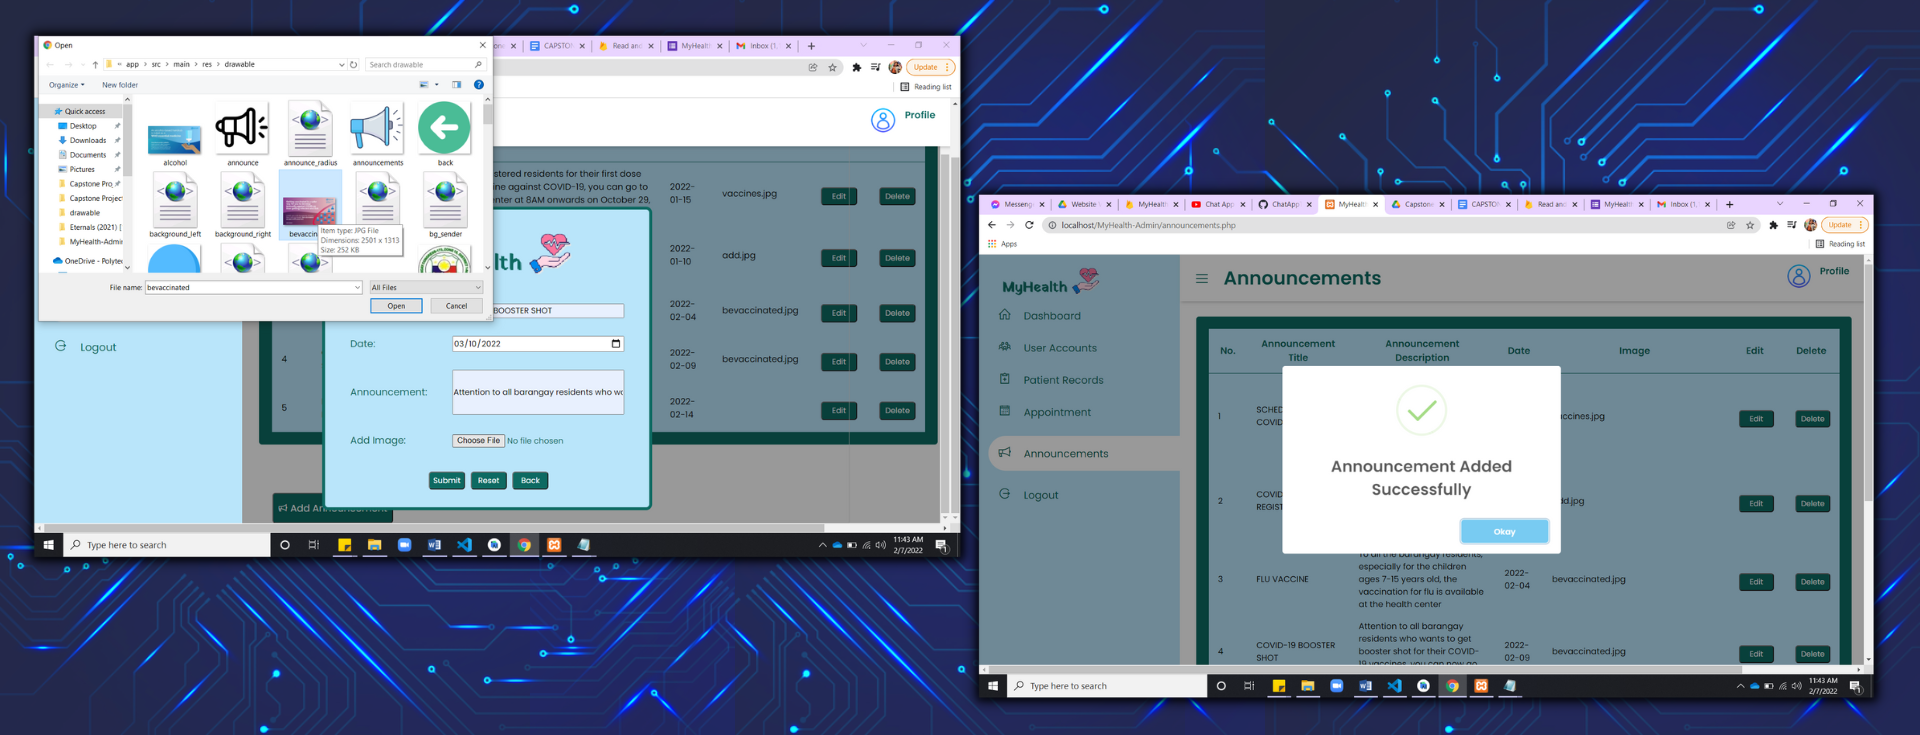 Open
CAPSTO
Read an
MyHealth
Inbox (1,
app > src > main > res > drawable
Search drawable
Update
Organize
New folder
Reading list
Quick access
Desktop
Downloads
Documents
Pictures
Capstone Proj
Capstone Project
drawable
Eternals (2021) [
MyHealth-Admin
OneDrive - Polyte
alcohol
announce
announce_radius
announcements
back
background_left
background_right
bevaccin
bg_sender
Item type: JPG File
Dimensions: 2501 x 1313
Size: 252 KB
File name:
bevaccinated
All Files
Open
Cancel
Profile
stered residents for their first dose
ine against COVID-19, you can go to
nter at 8AM onwards on October 29,
2022-
01-15
vaccines.jpg
Edit
Delete
2022-
01-10
add.jpg
Edit
Delete
2022-
02-04
bevaccinated.jpg
Edit
Delete
4
2022-
02-09
bevaccinated.jpg
Edit
Delete
5
2022-
02-14
Edit
Delete
lth
BOOSTER SHOT
Date:
03/10/2022
Announcement:
Attention to all barangay residents who wo
Add Image:
Choose File
No file chosen
Submit
Reset
Back
Logout
Add An
Type here to search
11:43 AM
2/7/2022
Messeng
Website
MyHealth
Chat App
ChatApp
MyHealth
Capstone
CAPSTO
Read an
MyHealth
Inbox (1,
localhost/MyHealth-Admin/announcements.php
Update
Apps
Reading list
MyHealth
Dashboard
User Accounts
Patient Records
Appointment
Announcements
Logout
Announcements
Profile
No.
Announcement
Title
Announcement
Description
Date
Image
Edit
Delete
1
SCHED
COVID
ccines.jpg
Edit
Delete
2
COVID
REGIST
dd.jpg
Edit
Delete
Announcement Added
Successfully
Okay
3
FLU VACCINE
To all the barangay residents,
especially for the children
ages 7-15 years old, the
vaccination for flu is available
at the health center
2022-
02-04
bevaccinated.jpg
Edit
Delete
4
COVID-19 BOOSTER
SHOT
Attention to all barangay
residents who wants to get
booster shot for their COVID-
19 vaccines, you can now go
2022-
02-09
bevaccinated.jpg
Edit
Delete
Type here to search
11:43 AM
2/7/2022